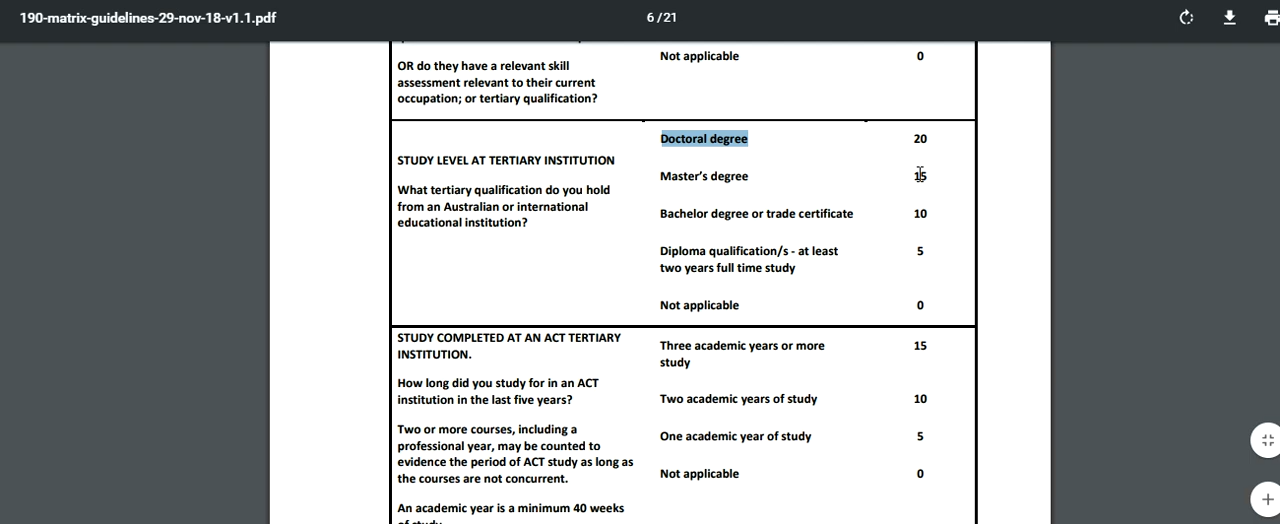 190-matrix-guidelines-29-nov-18-v1.1.pdf
6 / 21
Not applicable 0
OR do they have a relevant skill
assessment relevant to their current
occupation; or tertiary qualification?
Doctoral degree 20
STUDY LEVEL AT TERTIARY INSTITUTION
What tertiary qualification do you hold
from an Australian or international
educational institution?
Master's degree 15
Bachelor degree or trade certificate 10
Diploma qualification/s - at least 5
two years full time study
Not applicable 0
STUDY COMPLETED AT AN ACT TERTIARY
INSTITUTION.
How long did you study for in an ACT
institution in the last five years?
Two or more courses, including a
professional year, may be counted to
evidence the period of ACT study as long as
the courses are not concurrent.
An academic year is a minimum 40 weeks
of study
Three academic years or more 15
study
Two academic years of study 10
One academic year of study 5
Not applicable 0